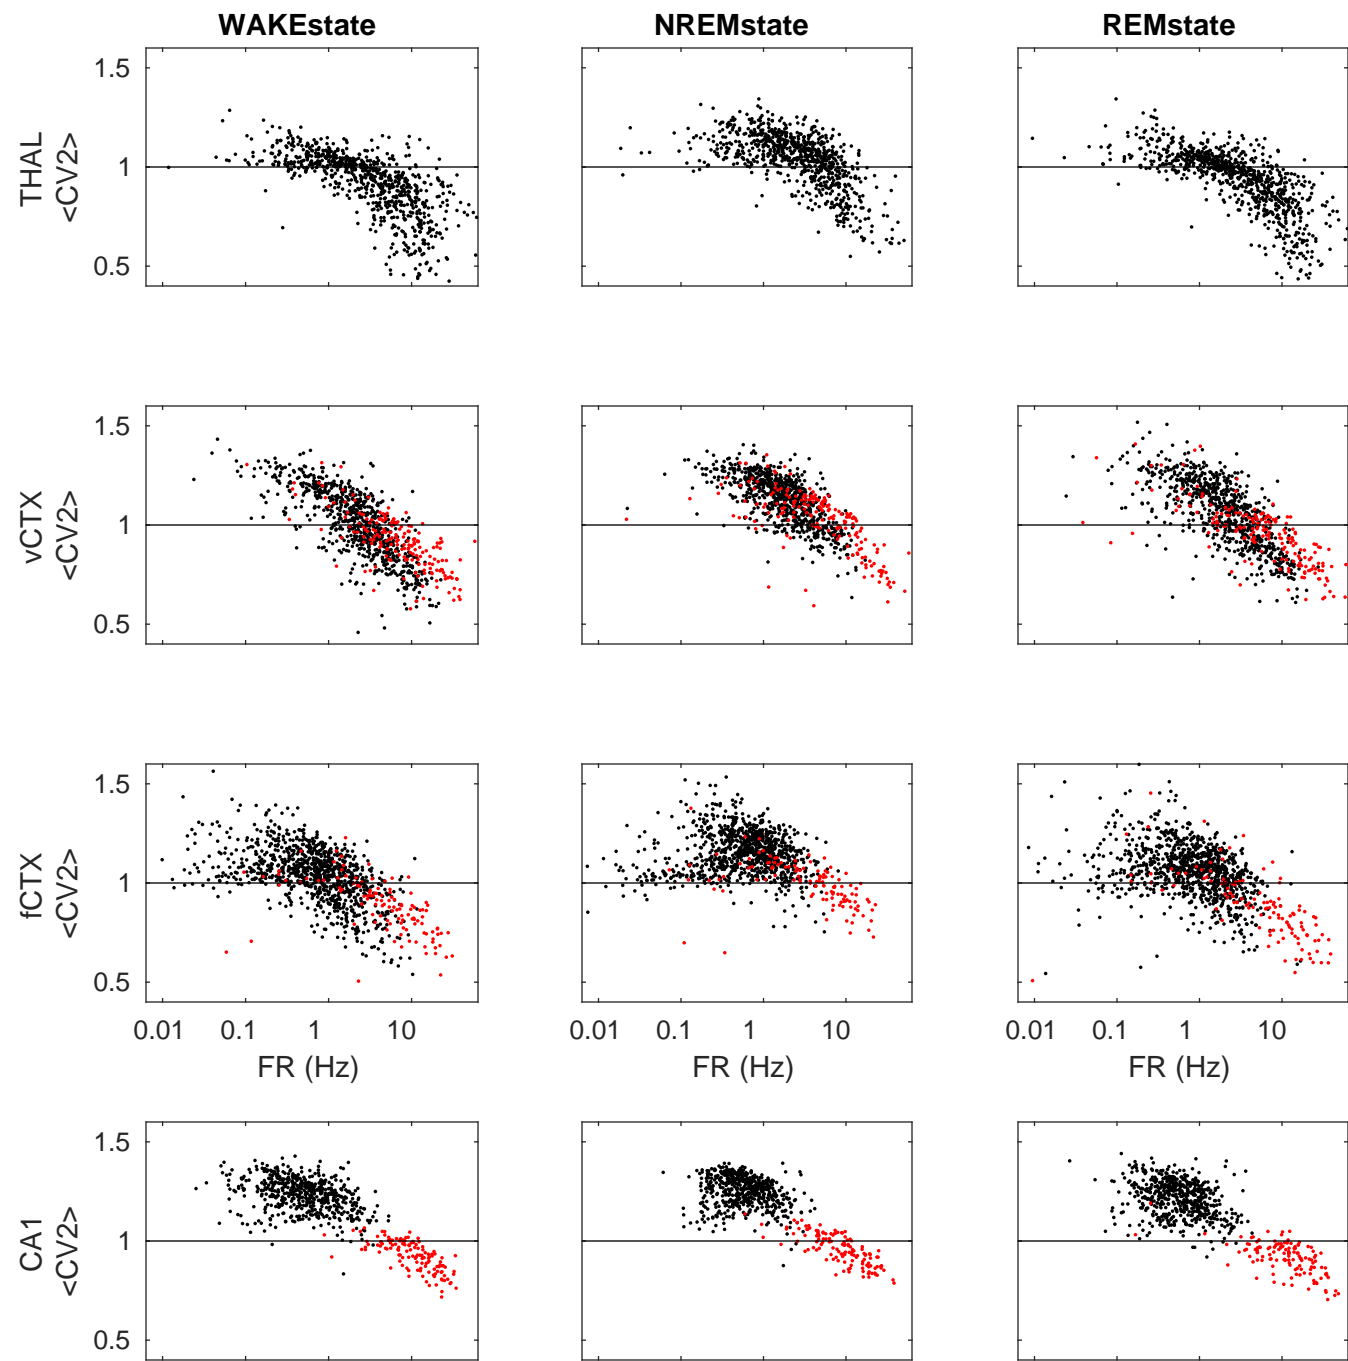 WAKEstate NREMstate REMstate
THAL
<CV2>
1.5
1
0.5
vCTX
<CV2>
1.5
1
0.5
fCTX
<CV2>
1.5
1
0.5
0.01 0.1 1 10 0.01 0.1 1 10 0.01 0.1 1 10
FR (Hz) FR (Hz) FR (Hz)
CA1
<CV2>
1.5
1
0.5